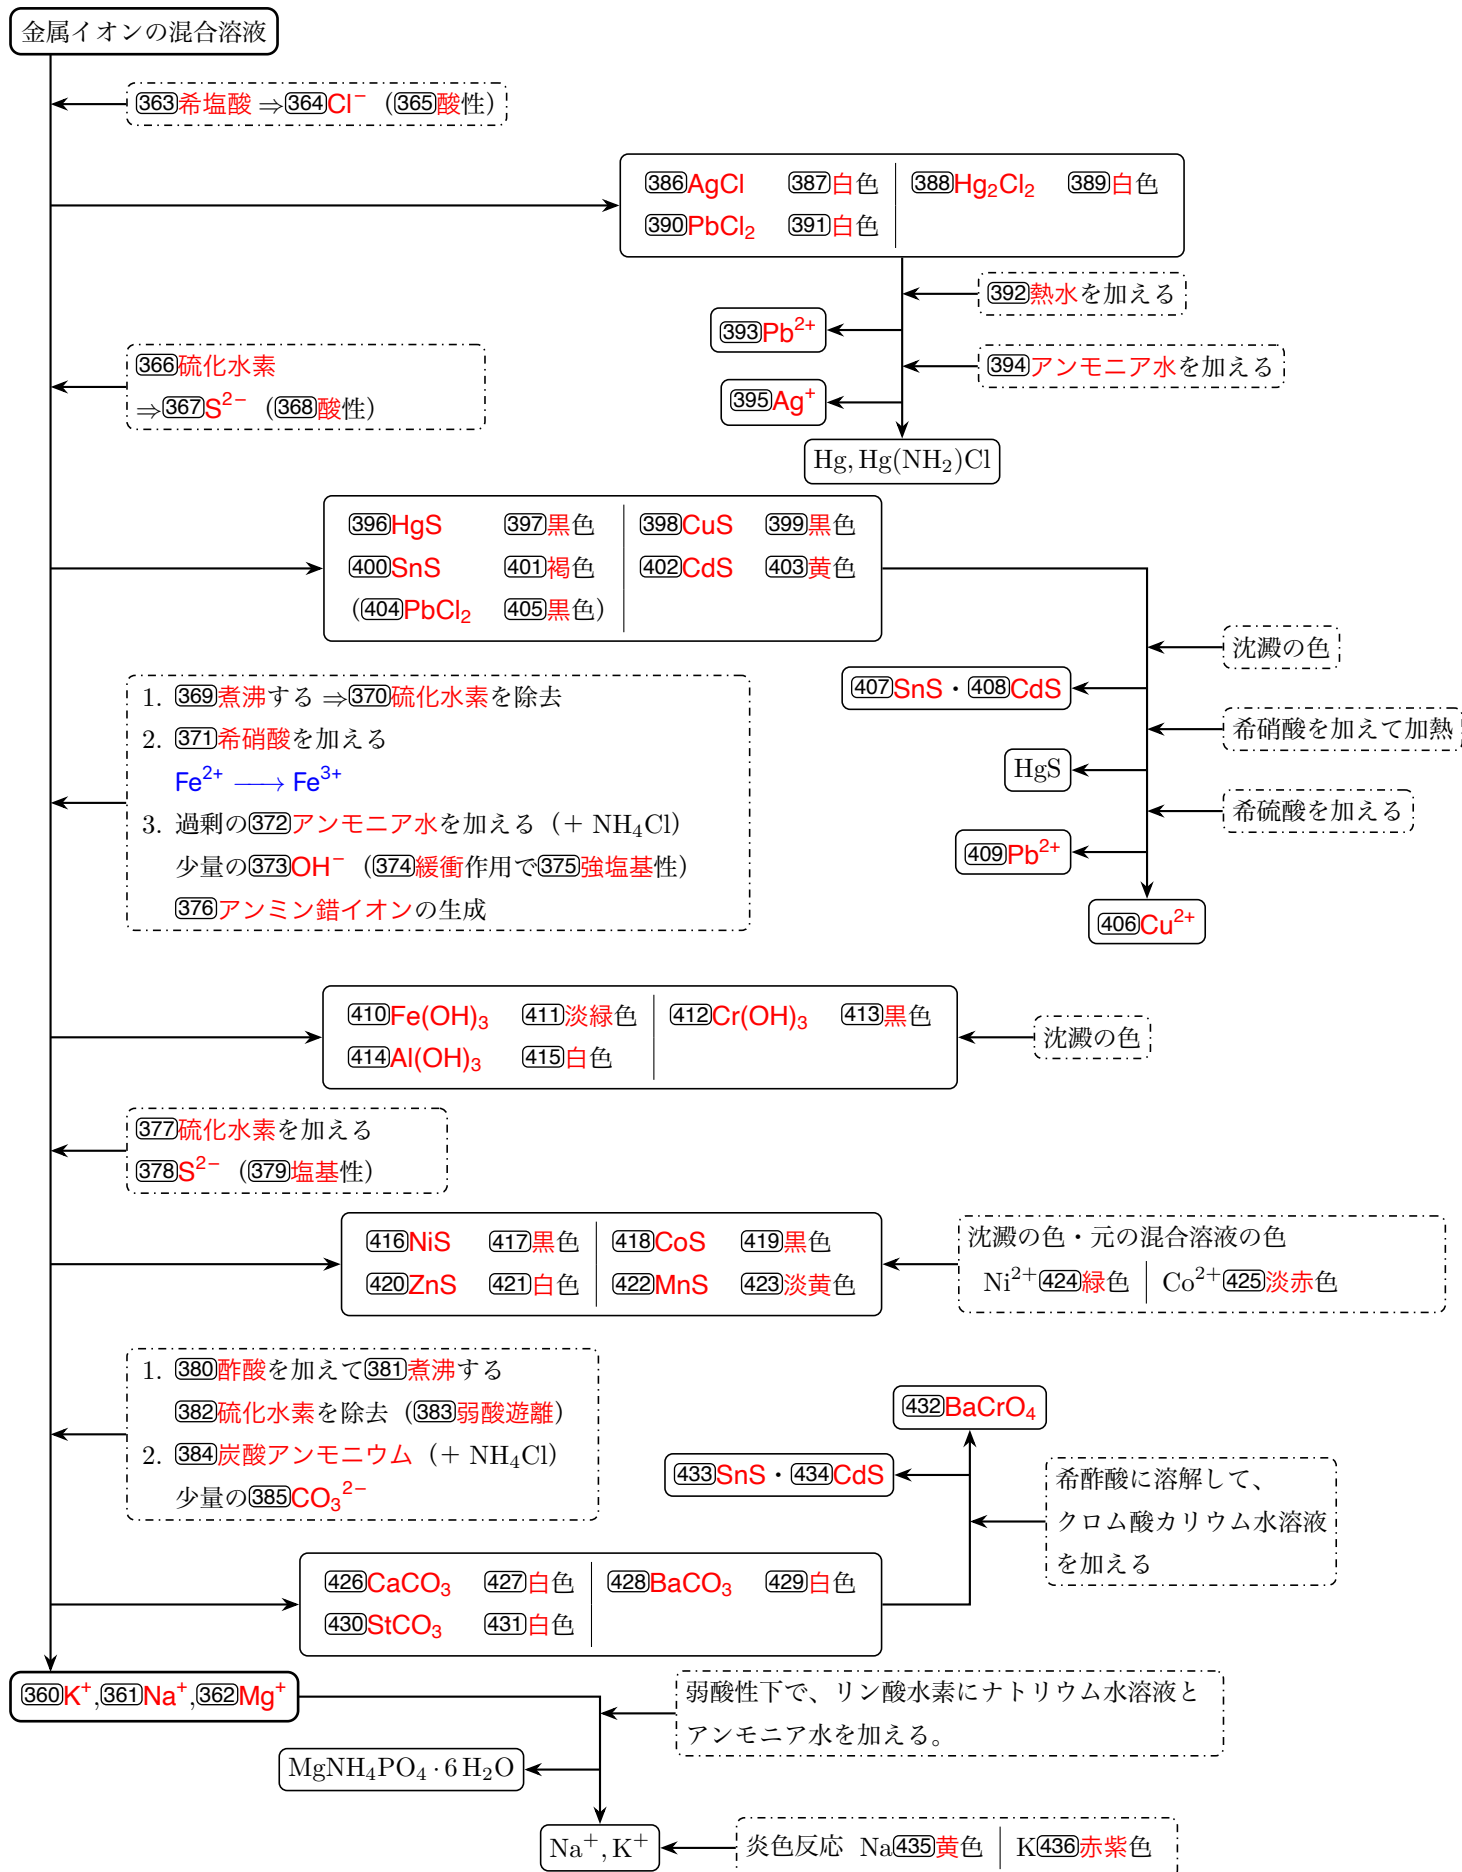 金属イオンの混合溶液
363希塩酸 ⇒364Cl⁻ （365酸性）
386AgCl 387白色 388Hg₂Cl₂ 389白色
390PbCl₂ 391白色
392熱水を加える
393Pb²⁺
394アンモニア水を加える
395Ag⁺
Hg, Hg(NH₂)Cl
366硫化水素
⇒367S²⁻ （368酸性）
396HgS 397黒色 398CuS 399黒色
400SnS 401褐色 402CdS 403黄色
（404PbCl₂ 405黒色）
沈澱の色
407SnS・408CdS
希硝酸を加えて加熱
HgS
希硫酸を加える
409Pb²⁺
406Cu²⁺
1. 369煮沸する ⇒370硫化水素を除去
2. 371希硝酸を加える
Fe²⁺ ⟶ Fe³⁺
3. 過剰の372アンモニア水を加える（+ NH₄Cl）
少量の373OH⁻ （374緩衝作用で375強塩基性）
376アンミン錯イオンの生成
410Fe(OH)₃ 411淡緑色 412Cr(OH)₃ 413黒色
414Al(OH)₃ 415白色
沈澱の色
377硫化水素を加える
378S²⁻ （379塩基性）
416NiS 417黒色 418CoS 419黒色
420ZnS 421白色 422MnS 423淡黄色
沈澱の色・元の混合溶液の色
Ni²⁺424緑色 Co²⁺425淡赤色
1. 380酢酸を加えて381煮沸する
382硫化水素を除去（383弱酸遊離）
2. 384炭酸アンモニウム（+ NH₄Cl）
少量の385CO₃²⁻
432BaCrO₄
433SnS・434CdS
希酢酸に溶解して、
クロム酸カリウム水溶液
を加える
426CaCO₃ 427白色 428BaCO₃ 429白色
430StCO₃ 431白色
360K⁺,361Na⁺,362Mg⁺
弱酸性下で、リン酸水素にナトリウム水溶液と
アンモニア水を加える。
MgNH₄PO₄·6H₂O
Na⁺, K⁺
炎色反応 Na435黄色 K436赤紫色